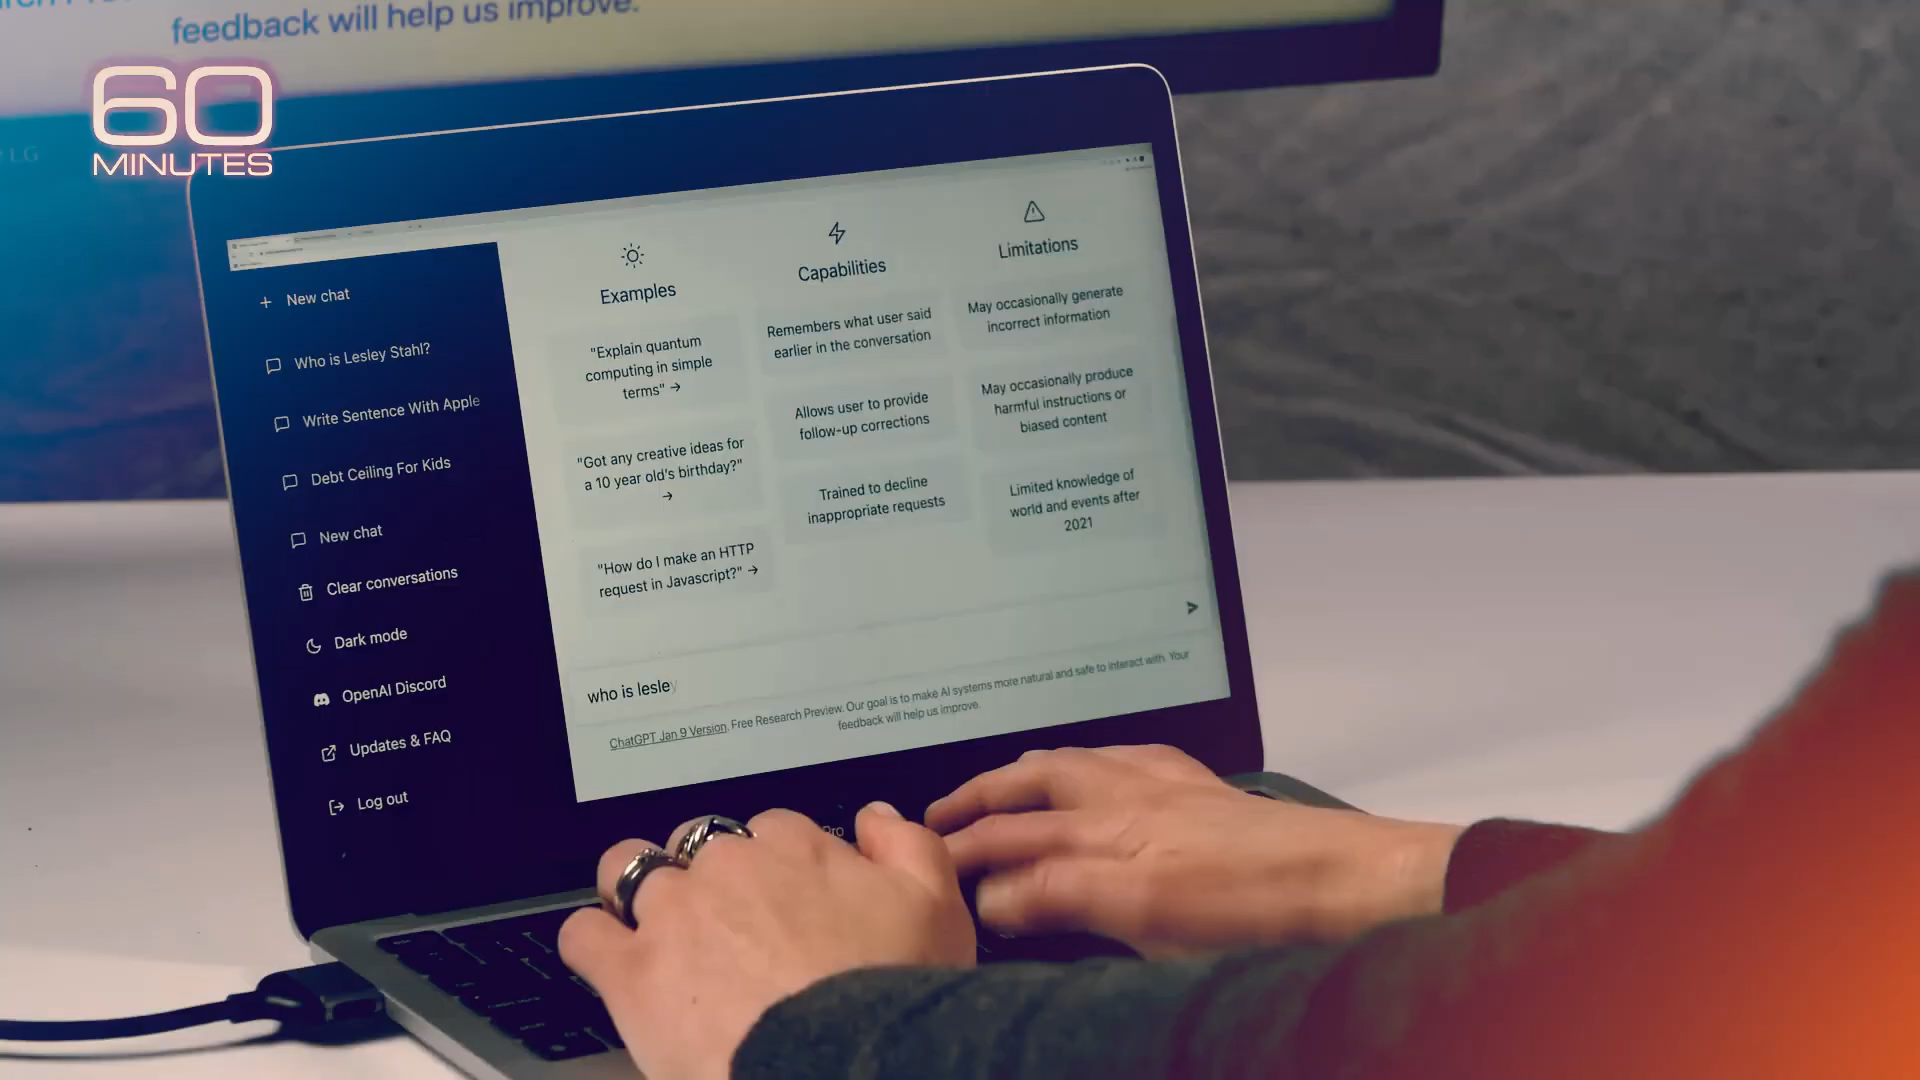 feedback will help us improve.
60
MINUTES
LG
New chat
Who is Lesley Stahl?
Write Sentence With Apple
Debt Ceiling For Kids
New chat
Clear conversations
Dark mode
OpenAI Discord
Updates & FAQ
Log out
Examples
"Explain quantum
computing in simple
terms" →
"Got any creative ideas for
a 10 year old's birthday?"
→
"How do I make an HTTP
request in Javascript?" →
Capabilities
Remembers what user said
earlier in the conversation
Allows user to provide
follow-up corrections
Trained to decline
inappropriate requests
Limitations
May occasionally generate
incorrect information
May occasionally produce
harmful instructions or
biased content
Limited knowledge of
world and events after
2021
who is lesley
ChatGPT Jan 9 Version. Free Research Preview. Our goal is to make AI systems more natural and safe to interact with. Your
feedback will help us improve.
Pro